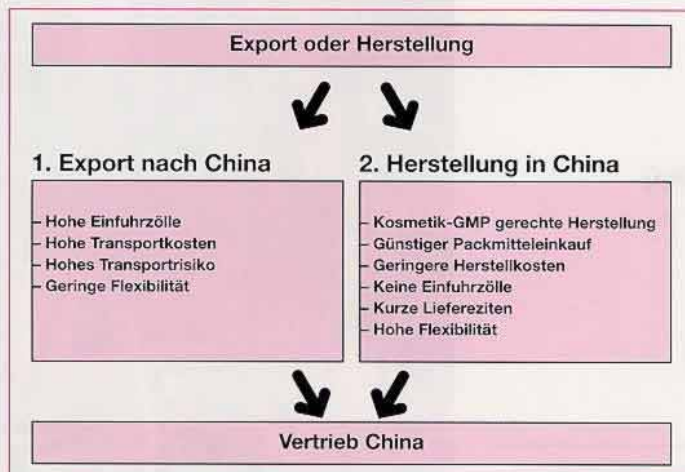 Export oder Herstellung
1. Export nach China
– Hohe Einfuhrzölle
– Hohe Transportkosten
– Hohes Transportrisiko
– Geringe Flexibilität
2. Herstellung in China
– Kosmetik-GMP gerechte Herstellung
– Günstiger Packmitteleinkauf
– Geringere Herstellkosten
– Keine Einfuhrzölle
– Kurze Liefereziten
– Hohe Flexibilität
Vertrieb China